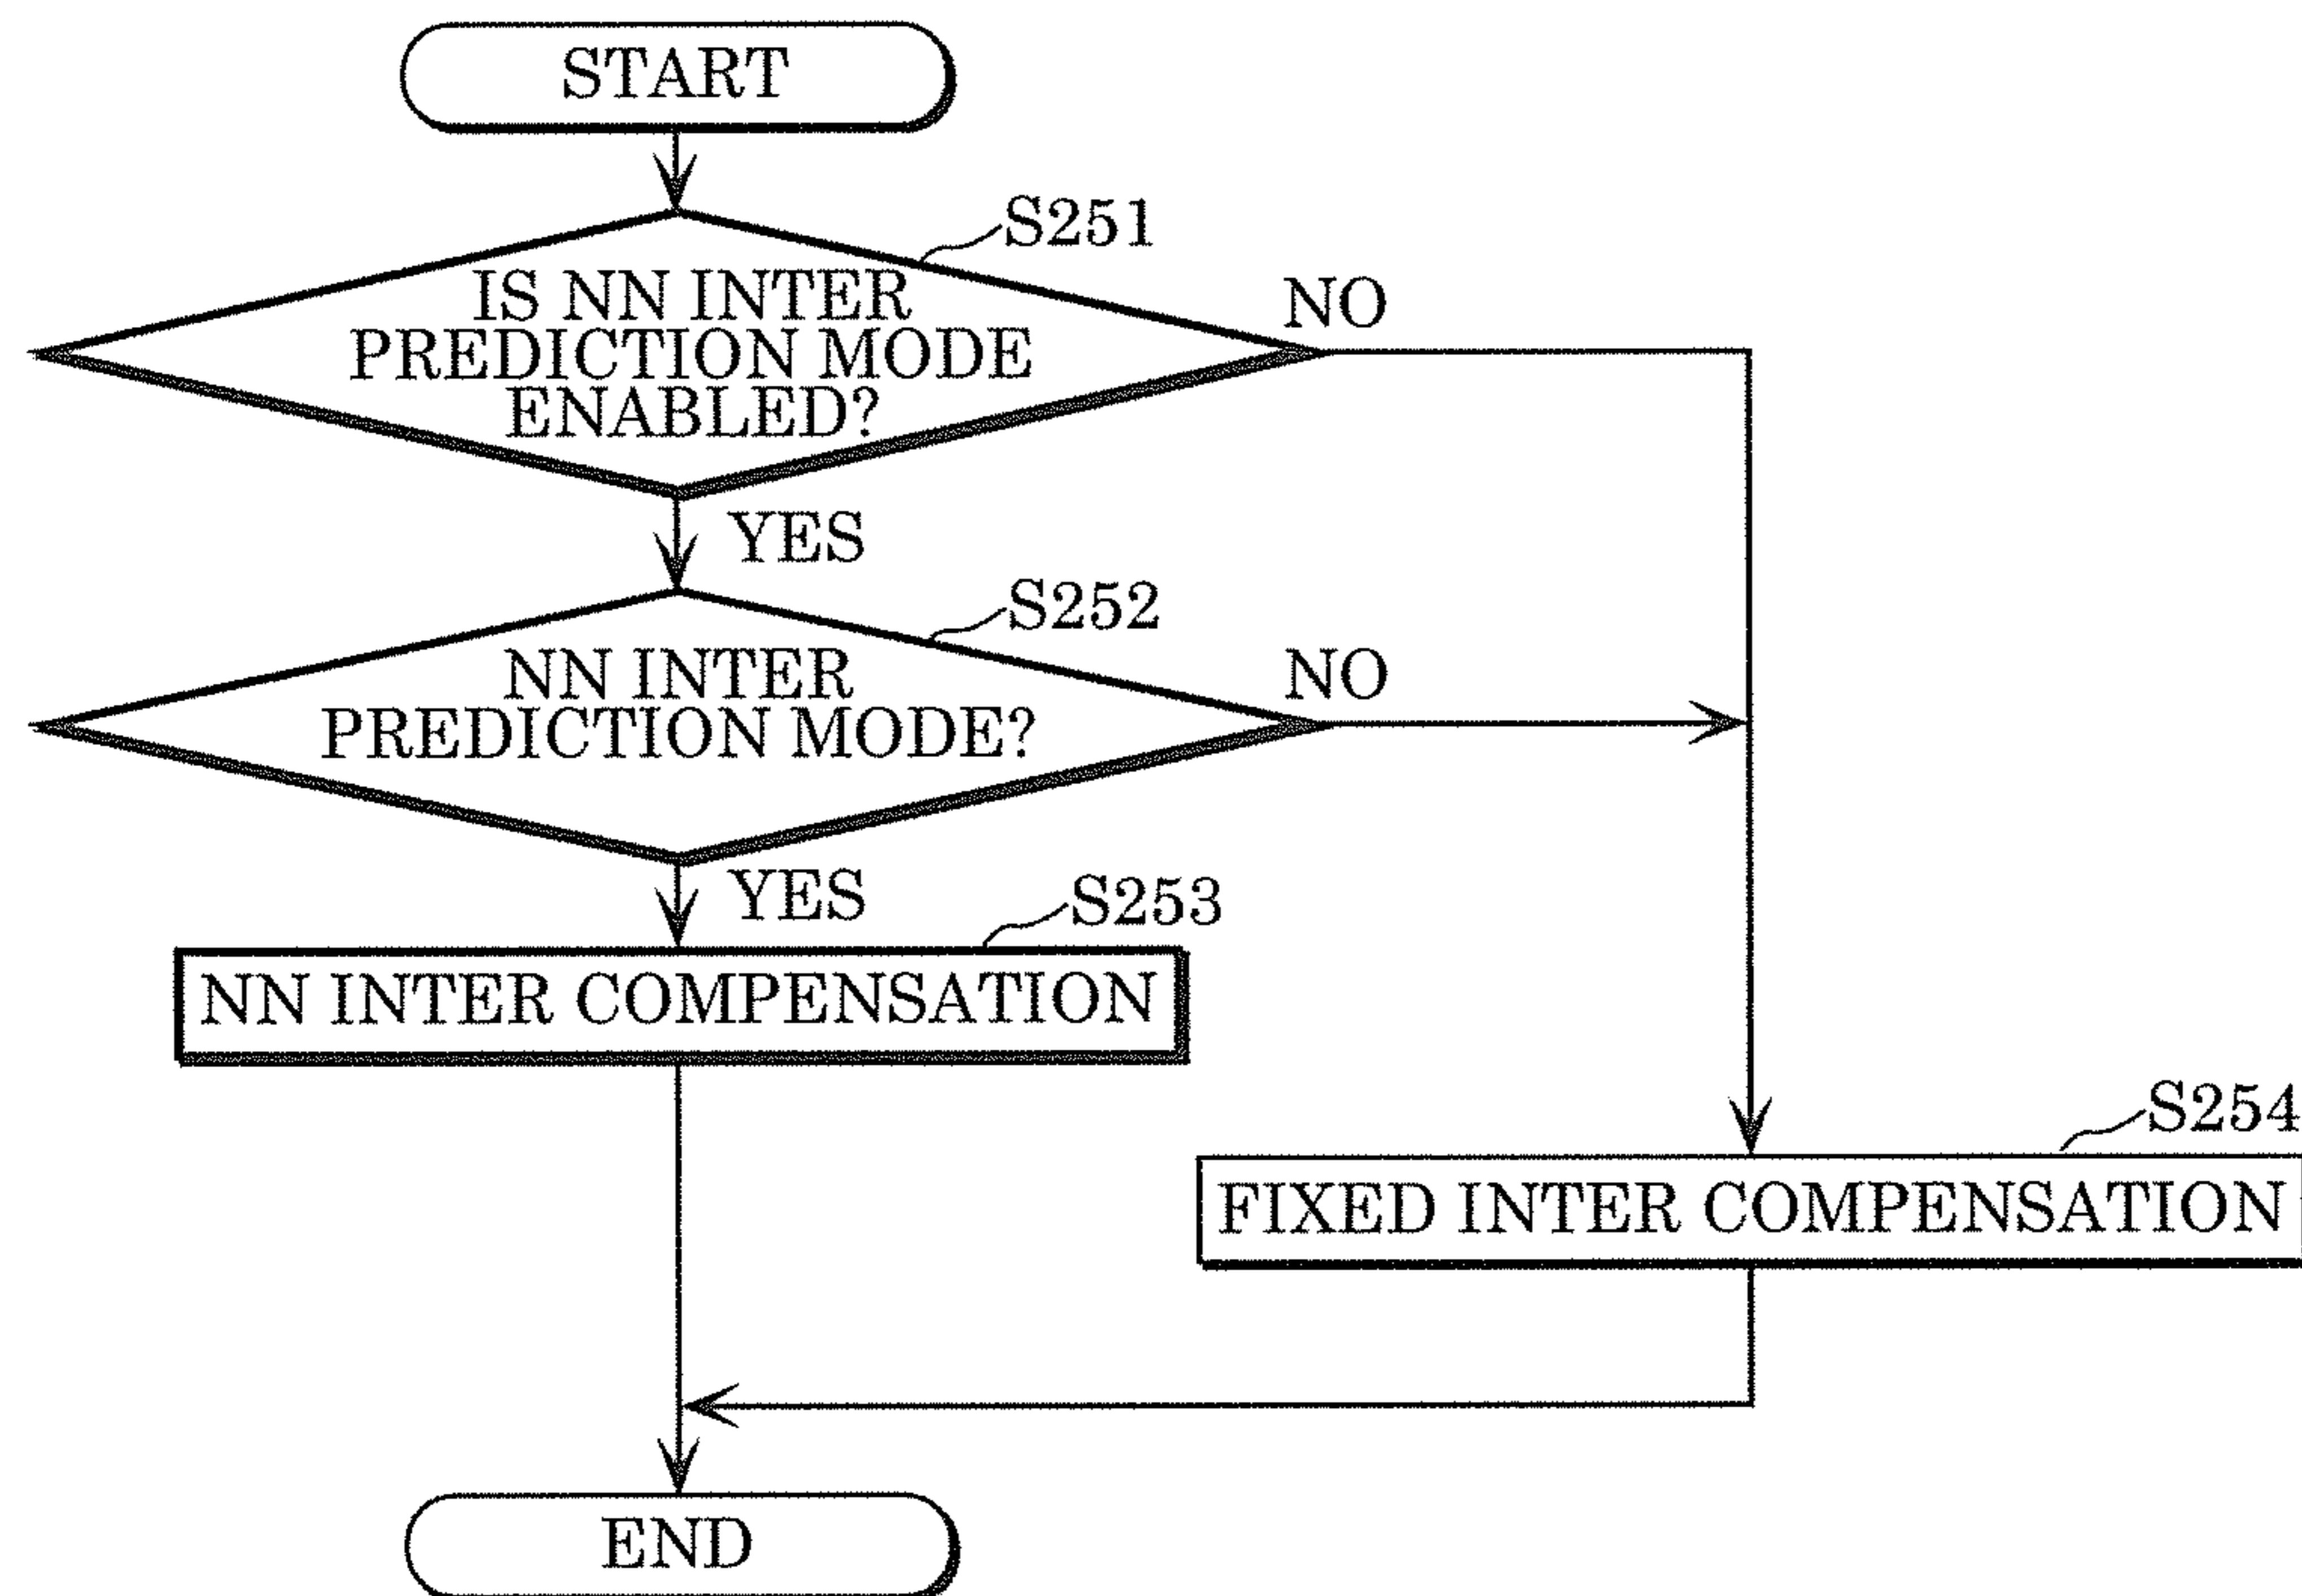 START
S251
IS NN INTER
PREDICTION MODE
ENABLED?
NO
YES
S252
NN INTER
PREDICTION MODE?
NO
YES
S253
NN INTER COMPENSATION
S254
FIXED INTER COMPENSATION
END